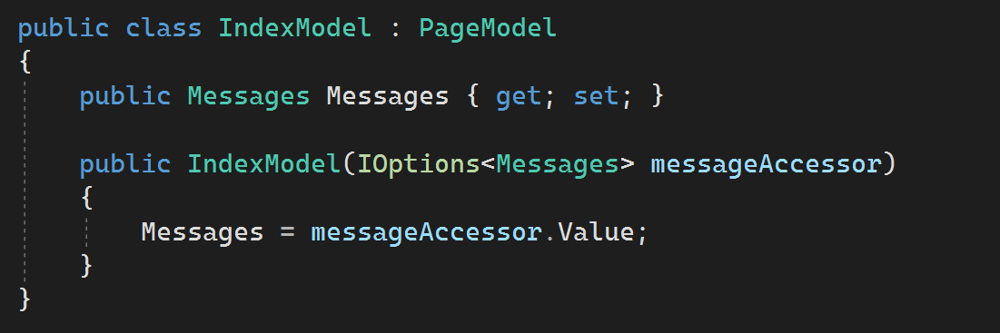 public class IndexModel : PageModel
{
    public Messages Messages { get; set; }

    public IndexModel(IOptions<Messages> messageAccessor)
    {
        Messages = messageAccessor.Value;
    }
}